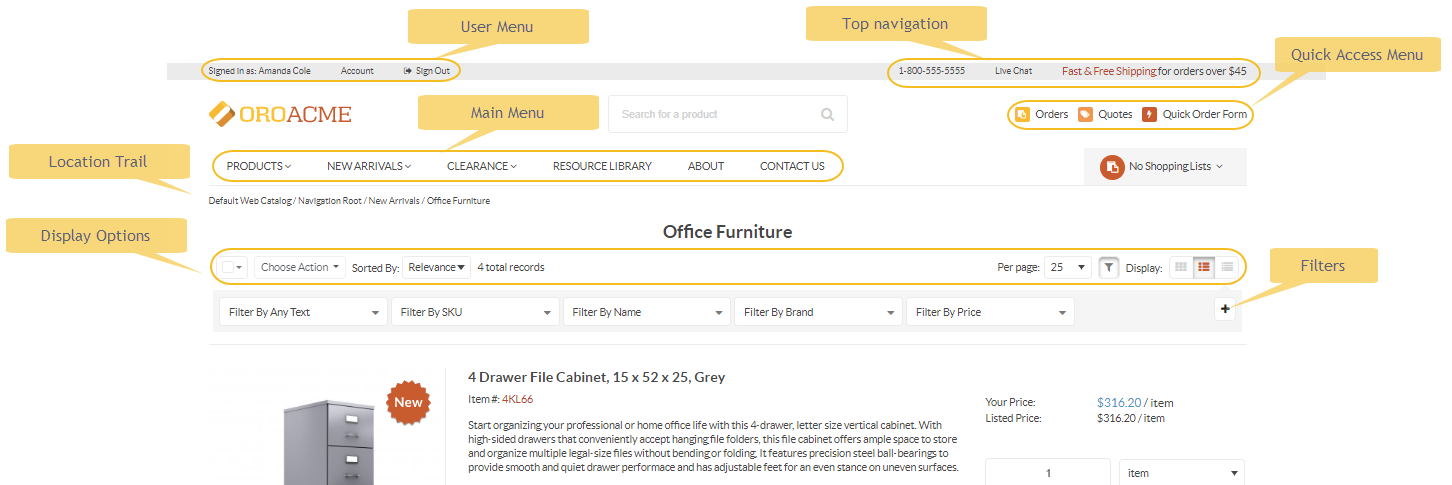 User Menu
Top navigation
Quick Access Menu
Signed in as: Amanda Cole Account Sign Out
1-800-555-5555 Live Chat Fast & Free Shipping for orders over $45
OROACME
Main Menu
Search for a product
Orders Quotes Quick Order Form
Location Trail
PRODUCTS NEW ARRIVALS CLEARANCE RESOURCE LIBRARY ABOUT CONTACT US
No Shopping Lists
Default Web Catalog / Navigation Root / New Arrivals / Office Furniture
Display Options
Office Furniture
Filters
Choose Action Sorted By: Relevance 4 total records Per page: 25 Display:
Filter By Any Text Filter By SKU Filter By Name Filter By Brand Filter By Price +
New
4 Drawer File Cabinet, 15 x 52 x 25, Grey
Item #: 4KL66
Start organizing your professional or home office life with this 4-drawer, letter size vertical cabinet. With
high-sided drawers that conveniently accept hanging file folders, this file cabinet offers ample space to store
and organize multiple legal-size files without bending or folding. It features precision steel ball-bearings to
provide smooth and quiet drawer performace and has adjustable feet for an even stance on uneven surfaces.
Your Price: $316.20 / item
Listed Price: $316.20 / item
1 item